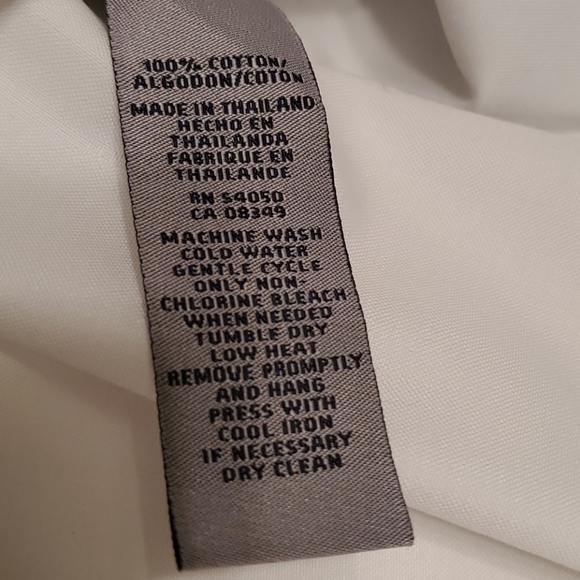 100% COTTON/
ALGODON/COTON
MADE IN THAILAND
HECHO EN
THAILANDA
FABRIQUE EN
THAILANDE
RN 54050
CA 08349
MACHINE WASH
COLD WATER
GENTLE CYCLE
ONLY NON-
CHLORINE BLEACH
WHEN NEEDED
TUMBLE DRY
LOW HEAT
REMOVE PROMPTLY
AND HANG
PRESS WITH
COOL IRON
IF NECESSARY
DRY CLEAN